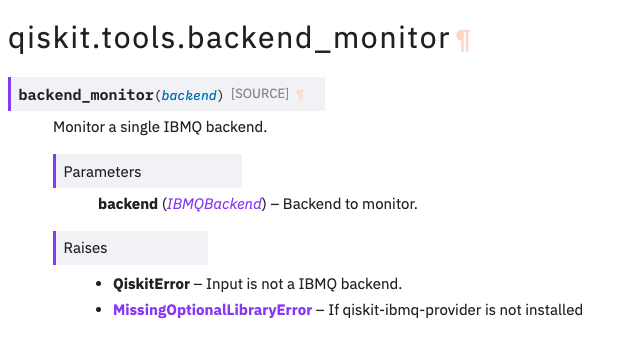 qiskit.tools.backend_monitor¶
backend_monitor(backend) [SOURCE] ¶
Monitor a single IBMQ backend.
Parameters
backend (IBMQBackend) – Backend to monitor.
Raises
• QiskitError – Input is not a IBMQ backend.
• MissingOptionalLibraryError – If qiskit-ibmq-provider is not installed